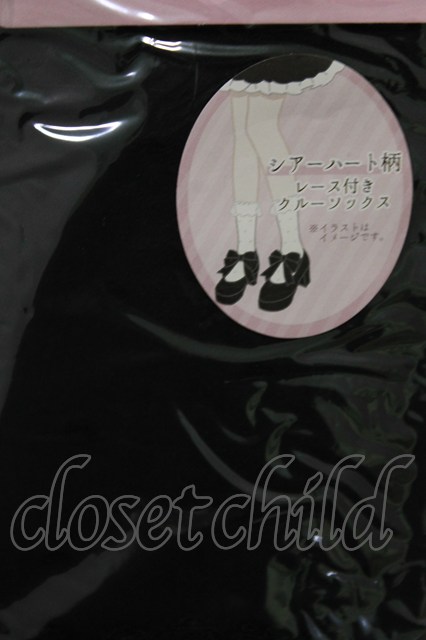 シアーハート柄
レース付き
クルーソックス
※イラストは
イメージです。
closetchild